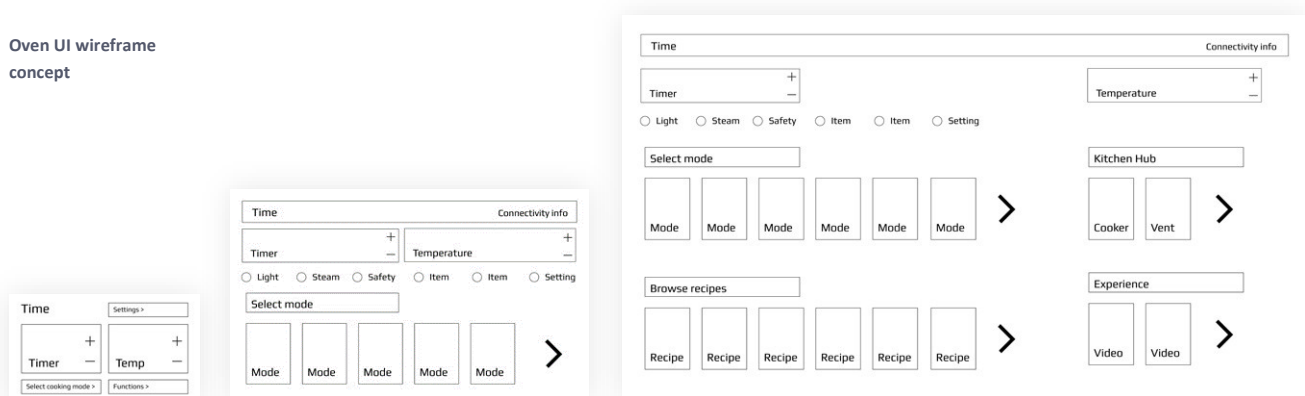 Oven UI wireframe
concept
Time Settings >
+ +
Timer – Temp –
Select cooking mode > Functions >
Time Connectivity info
+ +
Timer – Temperature –
Light Steam Safety Item Item Setting
Select mode
Mode Mode Mode Mode Mode
Time Connectivity info
+ +
Timer – Temperature –
Light Steam Safety Item Item Setting
Select mode Kitchen Hub
Mode Mode Mode Mode Mode Mode Cooker Vent
Browse recipes Experience
Recipe Recipe Recipe Recipe Recipe Recipe Video Video